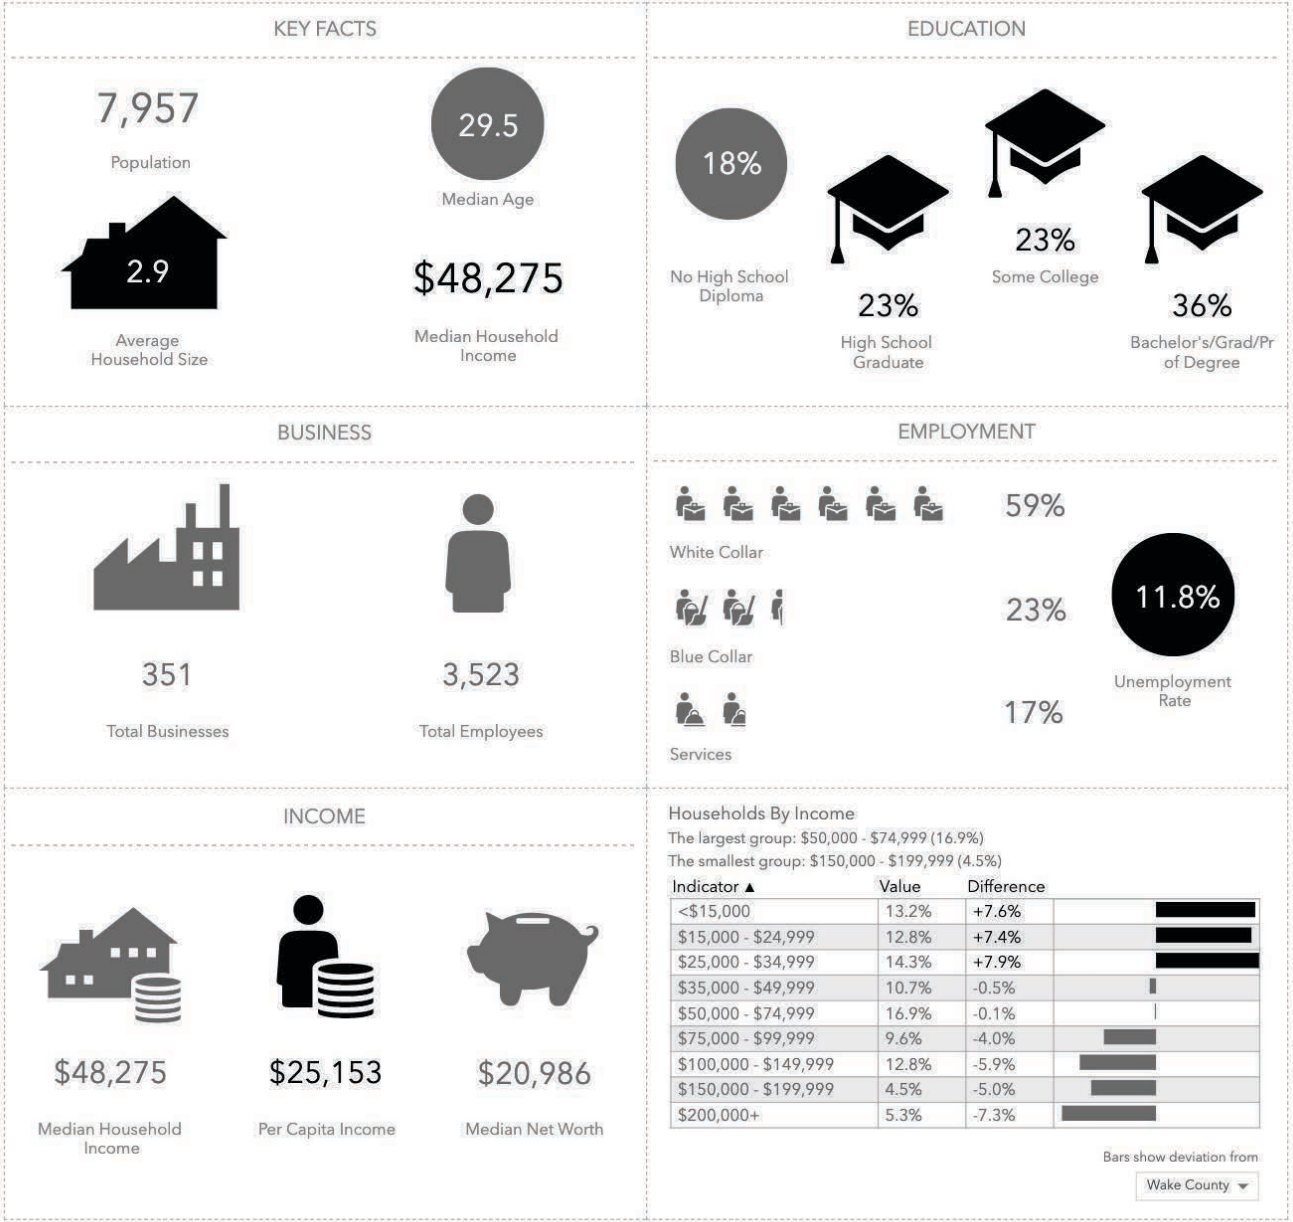 KEY FACTS
7,957
Population
29.5
Median Age
2.9
Average
Household Size
$48,275
Median Household
Income
EDUCATION
18%
No High School
Diploma
23%
High School
Graduate
23%
Some College
36%
Bachelor's/Grad/Pr
of Degree
BUSINESS
351
Total Businesses
3,523
Total Employees
EMPLOYMENT
59%
White Collar
23%
Blue Collar
17%
Services
11.8%
Unemployment
Rate
INCOME
$48,275
Median Household
Income
$25,153
Per Capita Income
$20,986
Median Net Worth
Households By Income
The largest group: $50,000 - $74,999 (16.9%)
The smallest group: $150,000 - $199,999 (4.5%)
Indicator ▲ Value Difference
<$15,000 13.2% +7.6%
$15,000 - $24,999 12.8% +7.4%
$25,000 - $34,999 14.3% +7.9%
$35,000 - $49,999 10.7% -0.5%
$50,000 - $74,999 16.9% -0.1%
$75,000 - $99,999 9.6% -4.0%
$100,000 - $149,999 12.8% -5.9%
$150,000 - $199,999 4.5% -5.0%
$200,000+ 5.3% -7.3%
Bars show deviation from
Wake County